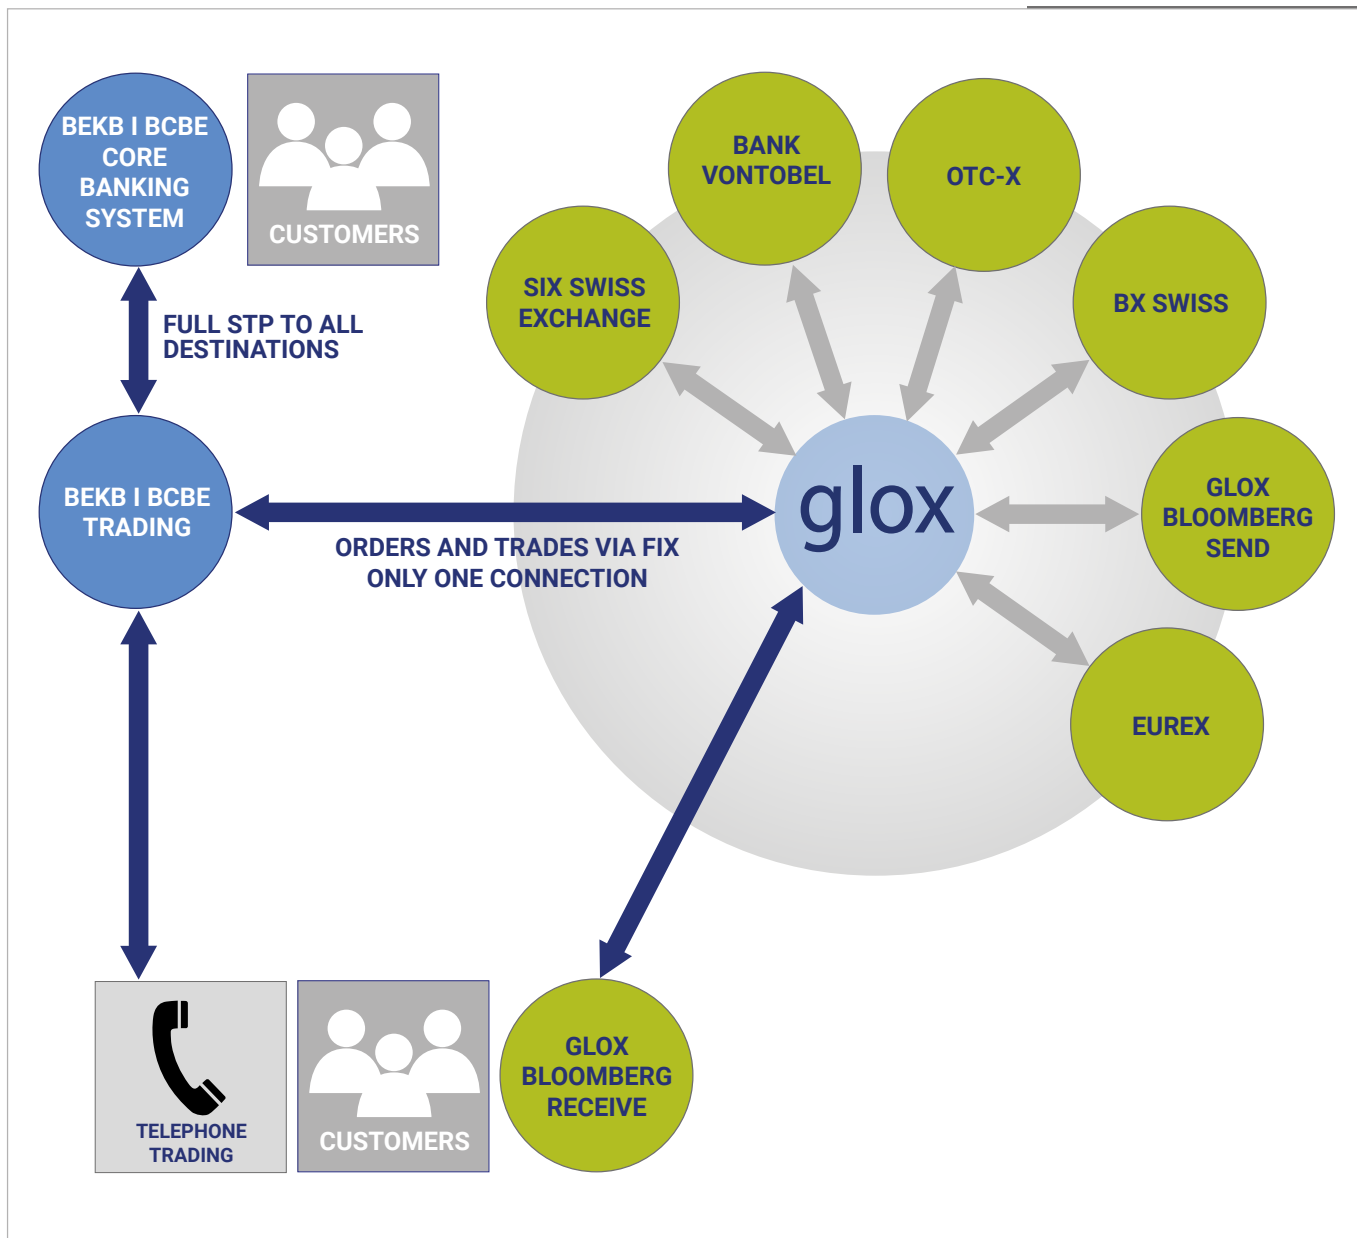 BEKB I BCBE
CORE
BANKING
SYSTEM
CUSTOMERS
BANK
VONTOBEL
OTC-X
SIX SWISS
EXCHANGE
BX SWISS
FULL STP TO ALL
DESTINATIONS
BEKB I BCBE
TRADING
ORDERS AND TRADES VIA FIX
ONLY ONE CONNECTION
glox
GLOX
BLOOMBERG
SEND
EUREX
TELEPHONE
TRADING
CUSTOMERS
GLOX
BLOOMBERG
RECEIVE